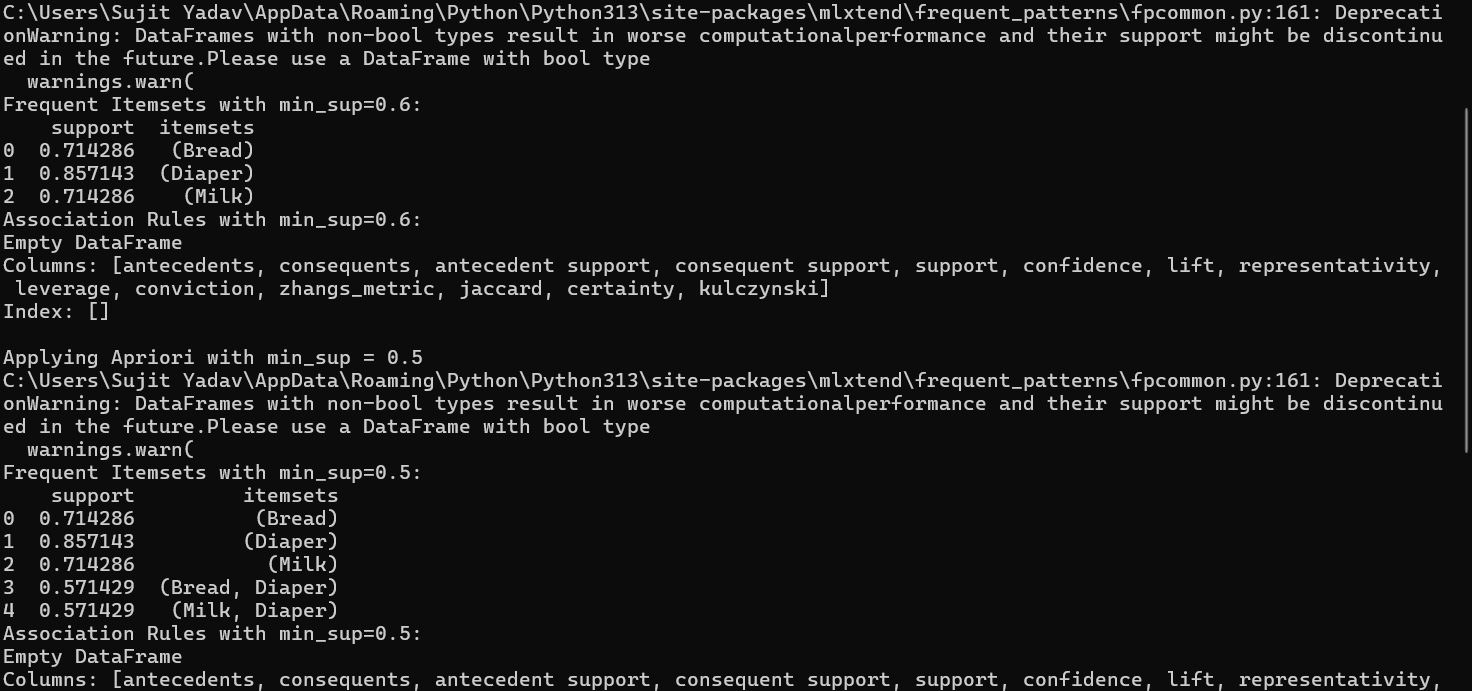 C:\Users\Sujit Yadav\AppData\Roaming\Python\Python313\site-packages\mlxtend\frequent_patterns\fpcommon.py:161: Deprecati
onWarning: DataFrames with non-bool types result in worse computationalperformance and their support might be discontinu
ed in the future.Please use a DataFrame with bool type
  warnings.warn(
Frequent Itemsets with min_sup=0.6:
    support  itemsets
0  0.714286   (Bread)
1  0.857143  (Diaper)
2  0.714286    (Milk)
Association Rules with min_sup=0.6:
Empty DataFrame
Columns: [antecedents, consequents, antecedent support, consequent support, support, confidence, lift, representativity,
 leverage, conviction, zhangs_metric, jaccard, certainty, kulczynski]
Index: []

Applying Apriori with min_sup = 0.5
C:\Users\Sujit Yadav\AppData\Roaming\Python\Python313\site-packages\mlxtend\frequent_patterns\fpcommon.py:161: Deprecati
onWarning: DataFrames with non-bool types result in worse computationalperformance and their support might be discontinu
ed in the future.Please use a DataFrame with bool type
  warnings.warn(
Frequent Itemsets with min_sup=0.5:
    support         itemsets
0  0.714286          (Bread)
1  0.857143         (Diaper)
2  0.714286           (Milk)
3  0.571429  (Bread, Diaper)
4  0.571429   (Milk, Diaper)
Association Rules with min_sup=0.5:
Empty DataFrame
Columns: [antecedents, consequents, antecedent support, consequent support, support, confidence, lift, representativity,